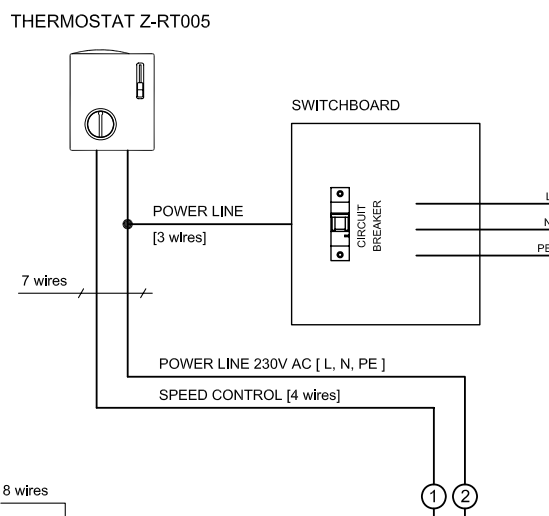 THERMOSTAT Z-RT005
SWITCHBOARD
L
POWER LINE
CIRCUIT
BREAKER
N
[3 wires]
PE
7 wires
POWER LINE 230V AC [ L, N, PE ]
SPEED CONTROL [4 wires]
8 wires
1 2